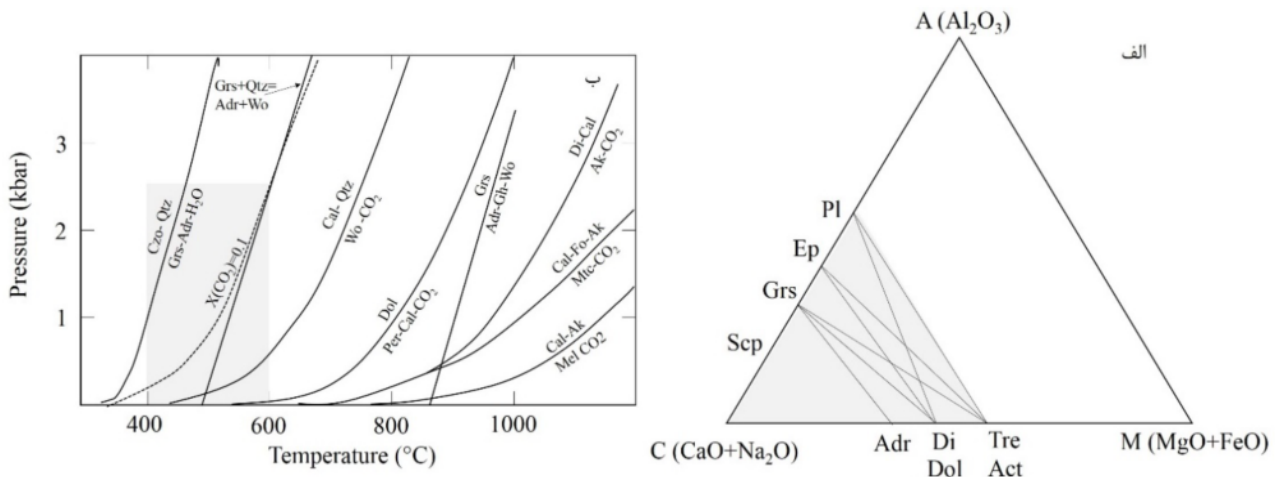 Pressure (kbar)
3
2
1
400
600
800
1000
Temperature (°C)
Czo- Qtz
Grs-Adr-H₂O
Grs+Qtz=
Adr+Wo
X(CO₂)=0.1
Cal- Qtz
Wo -CO₂
Dol
Per-Cal-CO₂
Grs
Adr-Gh-Wo
Di-Cal
Ak-CO₂
Cal-Fo-Ak
Mtc-CO₂
Cal-Ak
Mel CO2
A (Al₂O₃)
الف
Pl
Ep
Grs
Scp
C (CaO+Na₂O)
Adr
Di
Dol
Tre
Act
M (MgO+FeO)